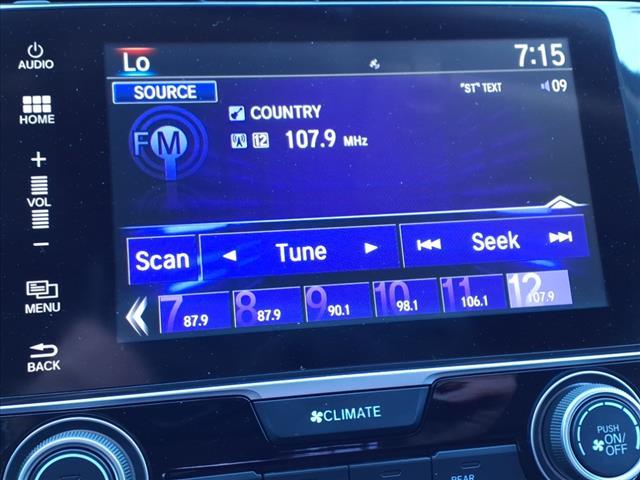 AUDIO
Lo
7:15
SOURCE
"ST" TEXT
09
HOME
COUNTRY
FM
i2
107.9 MHz
+
VOL
-
Scan
Tune
Seek
MENU
7 87.9
8 87.9
9 90.1
10 98.1
11 106.1
12 107.9
BACK
CLIMATE
PUSH
ON/
OFF
REAR